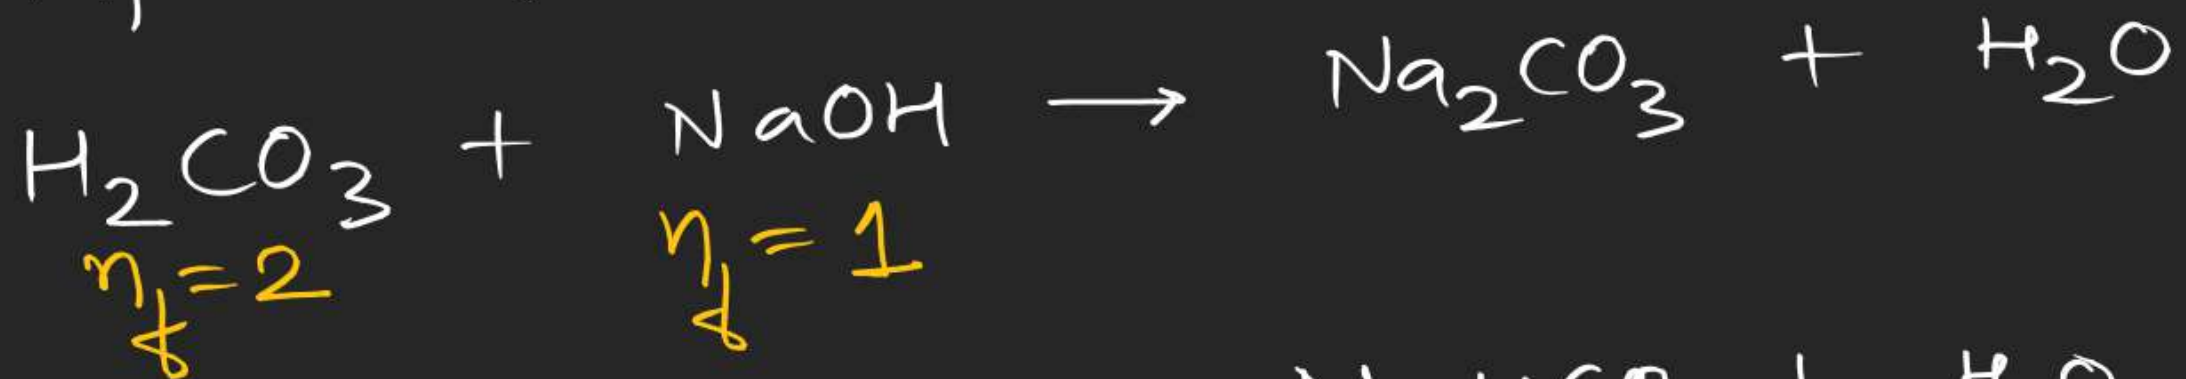 H₂CO₃ + NaOH → Na₂CO₃ + H₂O
n_f = 2 n_f = 1